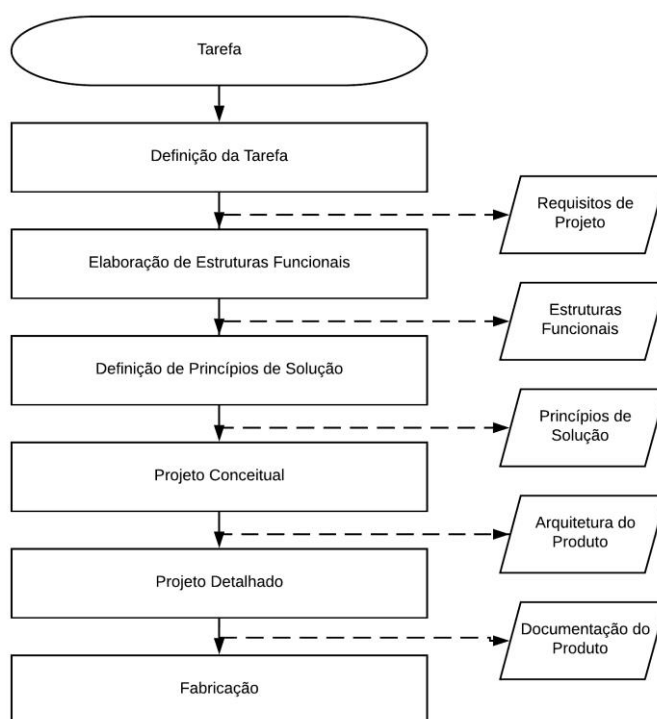 Tarefa
Definição da Tarefa
Requisitos de
Projeto
Elaboração de Estruturas Funcionais
Estruturas
Funcionais
Definição de Princípios de Solução
Princípios de
Solução
Projeto Conceitual
Arquitetura do
Produto
Projeto Detalhado
Documentação do
Produto
Fabricação